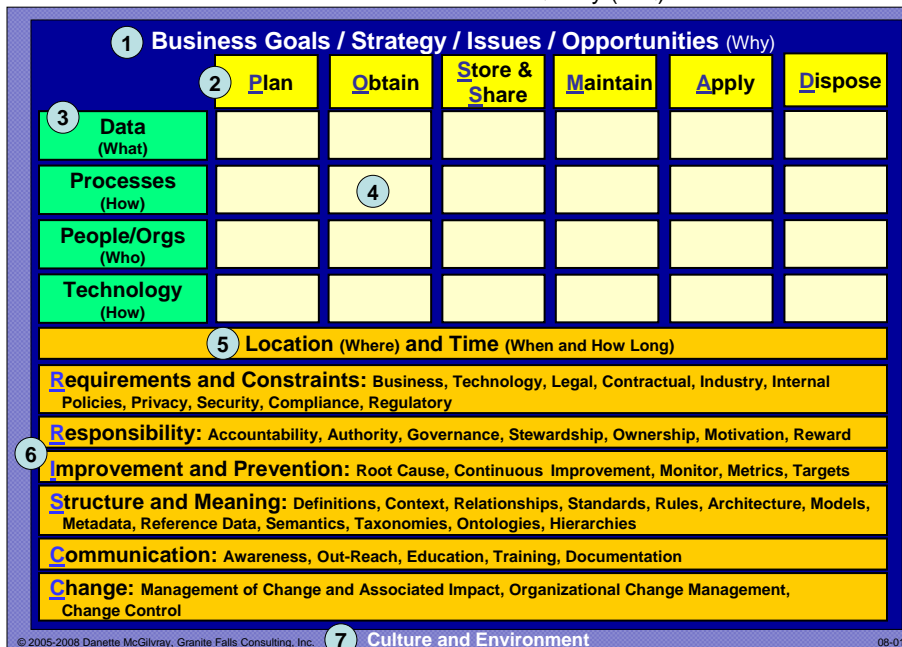 1 Business Goals / Strategy / Issues / Opportunities (Why)
2 Plan Obtain Store & Share Maintain Apply Dispose
3 Data
(What)
Processes
(How)
4
People/Orgs
(Who)
Technology
(How)
5 Location (Where) and Time (When and How Long)
6
Requirements and Constraints: Business, Technology, Legal, Contractual, Industry, Internal
Policies, Privacy, Security, Compliance, Regulatory
Responsibility: Accountability, Authority, Governance, Stewardship, Ownership, Motivation, Reward
Improvement and Prevention: Root Cause, Continuous Improvement, Monitor, Metrics, Targets
Structure and Meaning: Definitions, Context, Relationships, Standards, Rules, Architecture, Models,
Metadata, Reference Data, Semantics, Taxonomies, Ontologies, Hierarchies
Communication: Awareness, Out-Reach, Education, Training, Documentation
Change: Management of Change and Associated Impact, Organizational Change Management,
Change Control
© 2005-2008 Danette McGilvray, Granite Falls Consulting, Inc. 7 Culture and Environment 08-01